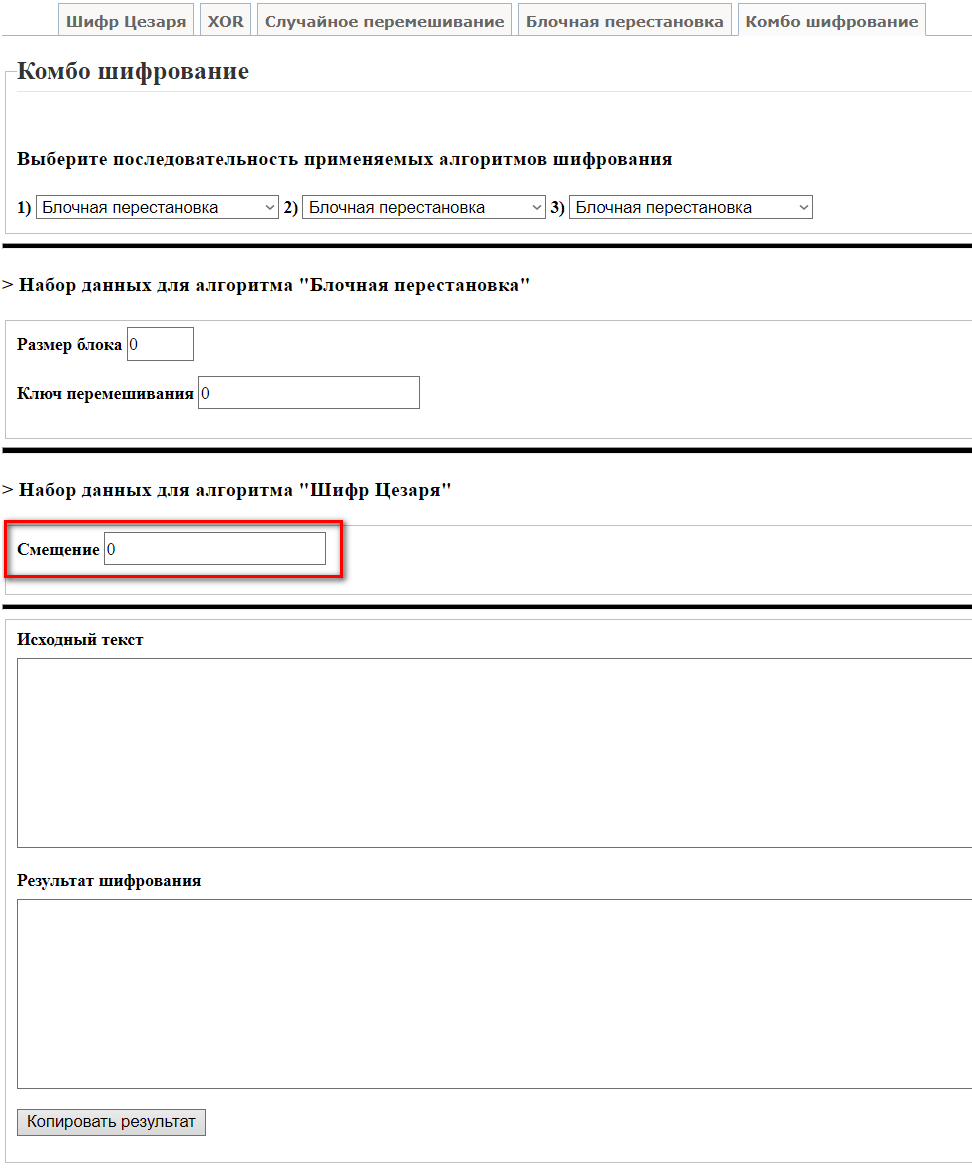 Шифр Цезаря XOR Случайное перемешивание Блочная перестановка Комбо шифрование
Комбо шифрование
Выберите последовательность применяемых алгоритмов шифрования
1) Блочная перестановка 2) Блочная перестановка 3) Блочная перестановка
> Набор данных для алгоритма "Блочная перестановка"
Размер блока 0
Ключ перемешивания 0
> Набор данных для алгоритма "Шифр Цезаря"
Смещение 0
Исходный текст
Результат шифрования
Копировать результат